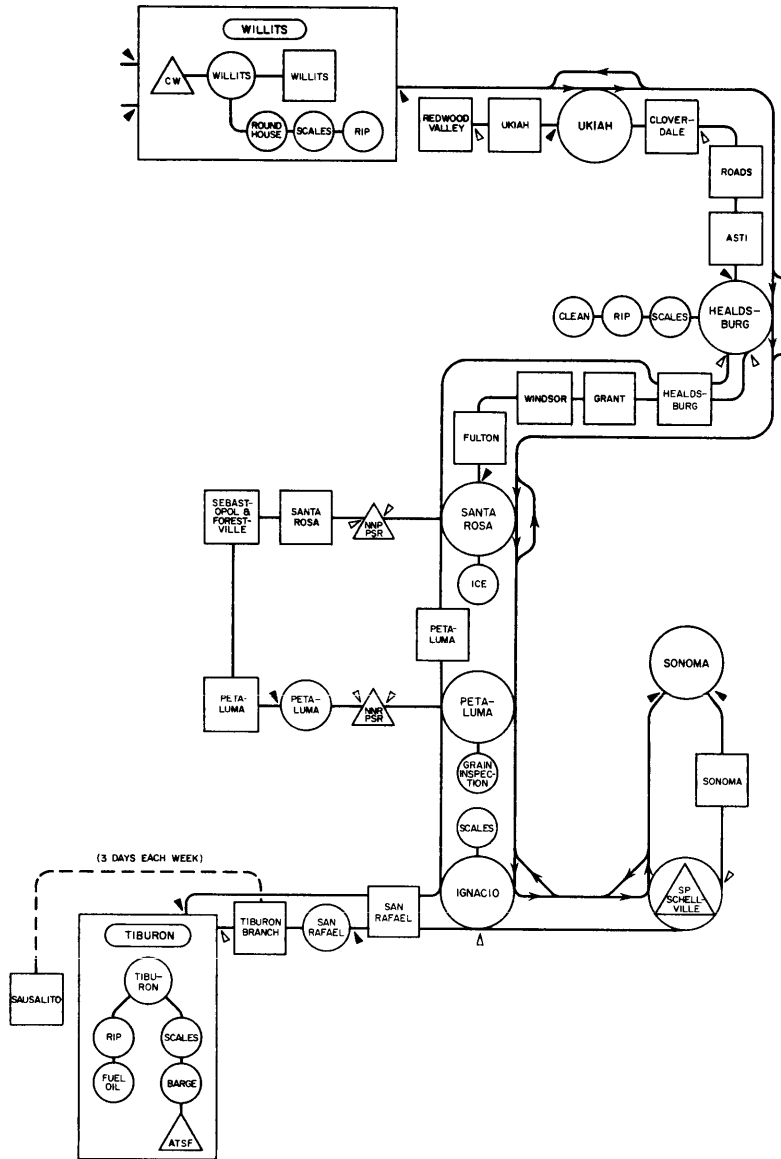 WILLITS
CW
WILLITS
WILLITS
ROUND
HOUSE
SCALES
RIP
REDWOOD
VALLEY
UKIAH
UKIAH
CLOVER-
DALE
ROADS
ASTI
CLEAN
RIP
SCALES
HEALDS-
BURG
WINDSOR
GRANT
HEALDS-
BURG
FULTON
SEBAST-
OPOL &
FOREST-
VILLE
SANTA
ROSA
NNP
PSR
SANTA
ROSA
ICE
PETA-
LUMA
SONOMA
PETA-
LUMA
PETA-
LUMA
NNR
PSR
PETA-
LUMA
GRAIN
INSPEC-
TION
SONOMA
SCALES
(3 DAYS EACH WEEK)
IGNACIO
SP
SCHELL-
VILLE
SAN
RAFAEL
TIBURON
BRANCH
SAN
RAFAEL
TIBURON
SAUSALITO
TIBU-
RON
RIP
SCALES
FUEL
OIL
BARGE
ATSF